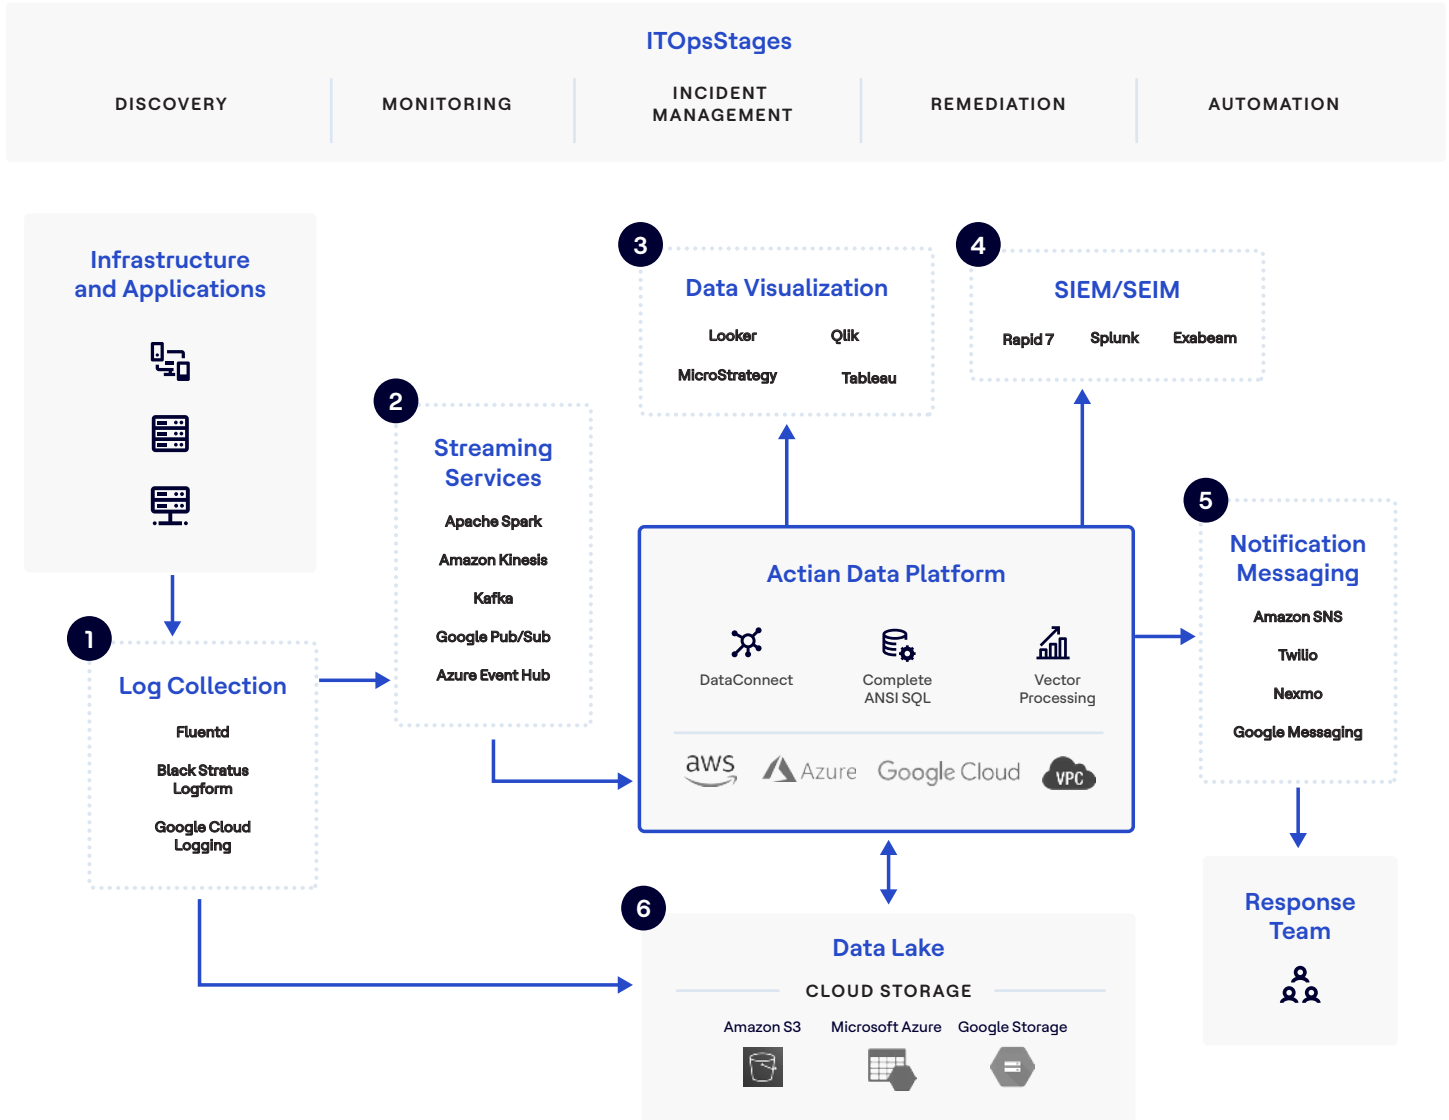 ITOpsStages
DISCOVERY
MONITORING
INCIDENT
MANAGEMENT
REMEDIATION
AUTOMATION
Infrastructure
and Applications
1
Log Collection
Fluentd
Black Stratus
Logform
Google Cloud
Logging
2
Streaming
Services
Apache Spark
Amazon Kinesis
Kafka
Google Pub/Sub
Azure Event Hub
3
Data Visualization
Looker
Qlik
MicroStrategy
Tableau
4
SIEM/SEIM
Rapid 7
Splunk
Exabeam
Actian Data Platform
DataConnect
Complete
ANSI SQL
Vector
Processing
aws
Azure
Google Cloud
VPC
5
Notification
Messaging
Amazon SNS
Twilio
Nexmo
Google Messaging
Response
Team
6
Data Lake
CLOUD STORAGE
Amazon S3
Microsoft Azure
Google Storage